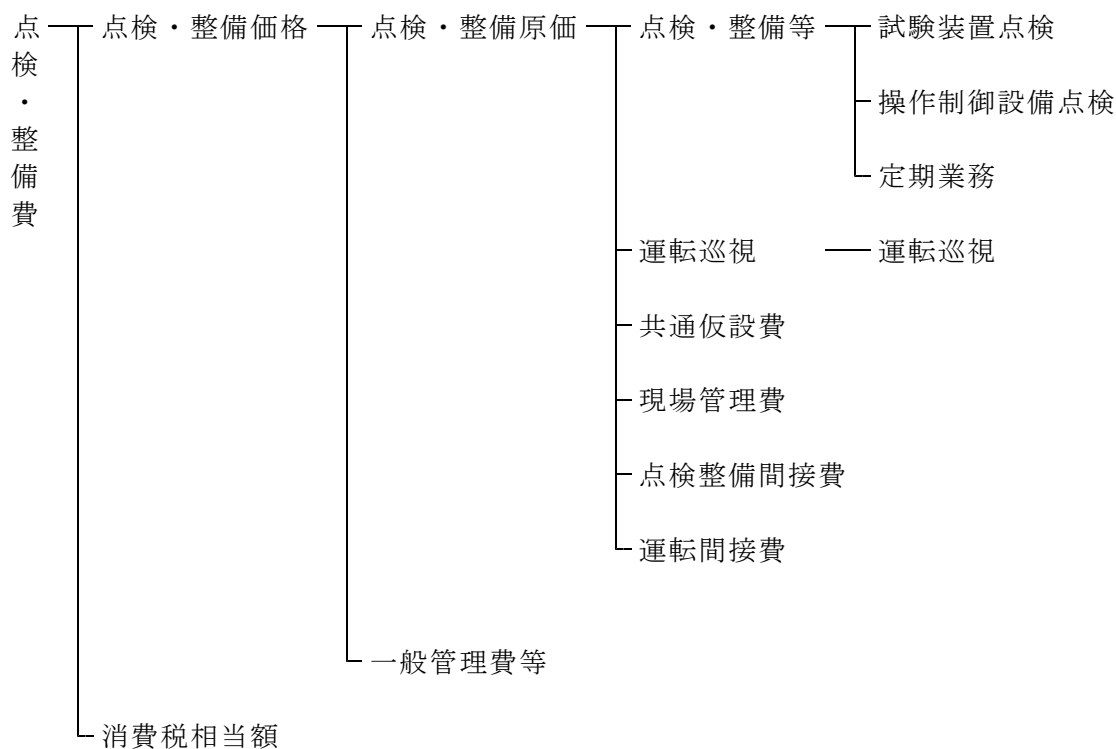 点検・整備費
点検・整備価格
点検・整備原価
点検・整備等
試験装置点検
操作制御設備点検
定期業務
運転巡視
運転巡視
共通仮設費
現場管理費
点検整備間接費
運転間接費
一般管理費等
消費税相当額